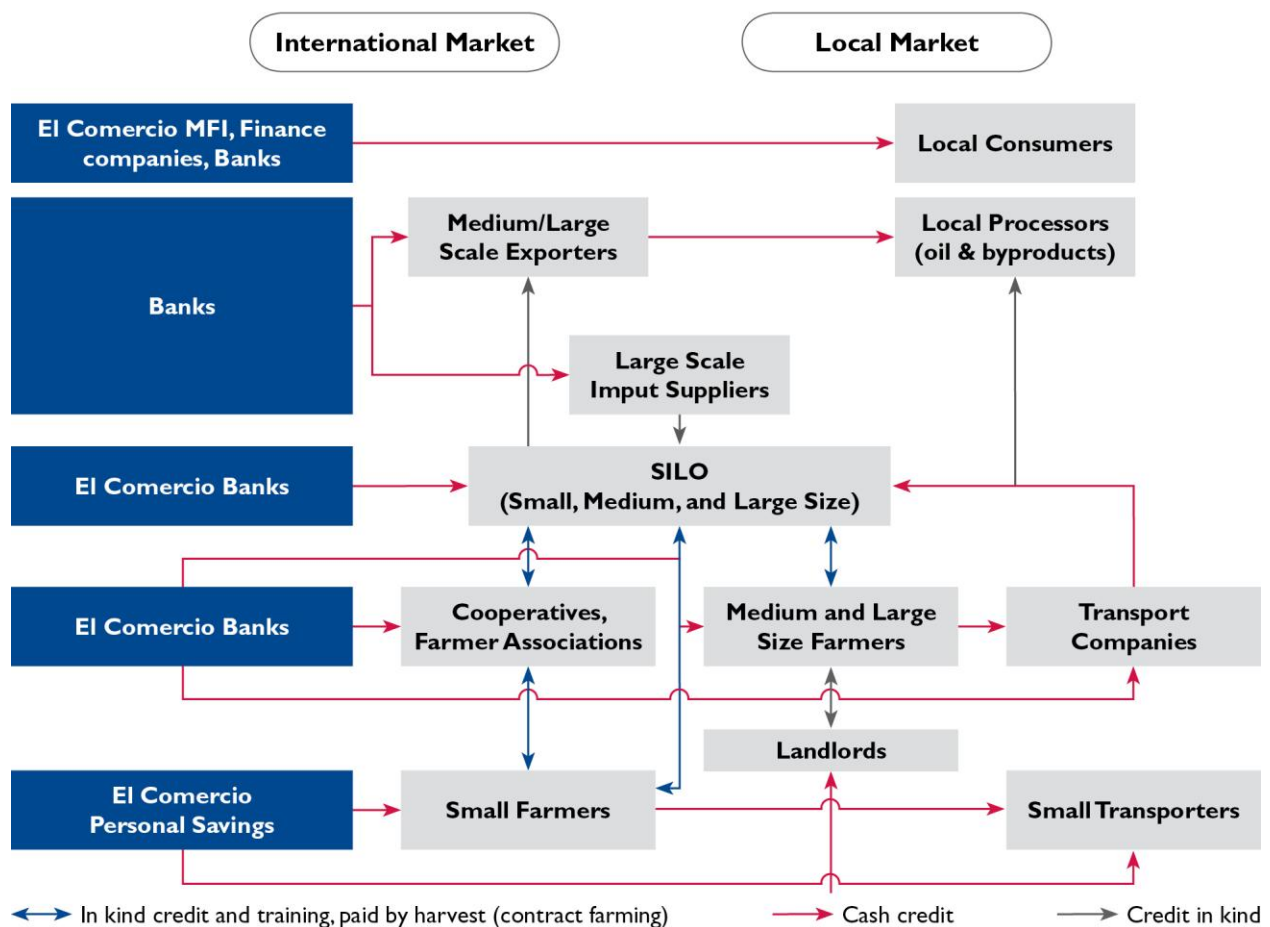 International Market
Local Market
El Comercio MFI, Finance
companies, Banks
Local Consumers
Banks
Medium/Large
Scale Exporters
Local Processors
(oil & byproducts)
Large Scale
Imput Suppliers
El Comercio Banks
SILO
(Small, Medium, and Large Size)
El Comercio Banks
Cooperatives,
Farmer Associations
Medium and Large
Size Farmers
Transport
Companies
Landlords
El Comercio
Personal Savings
Small Farmers
Small Transporters
In kind credit and training, paid by harvest (contract farming)
Cash credit
Credit in kind